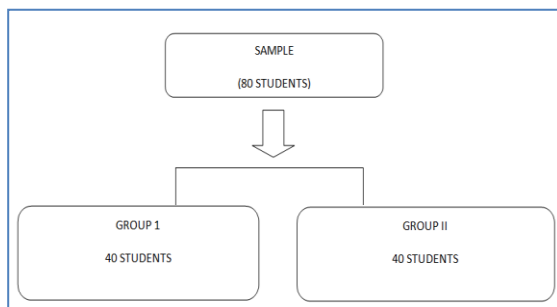 SAMPLE
(80 STUDENTS)
GROUP 1
40 STUDENTS
GROUP II
40 STUDENTS